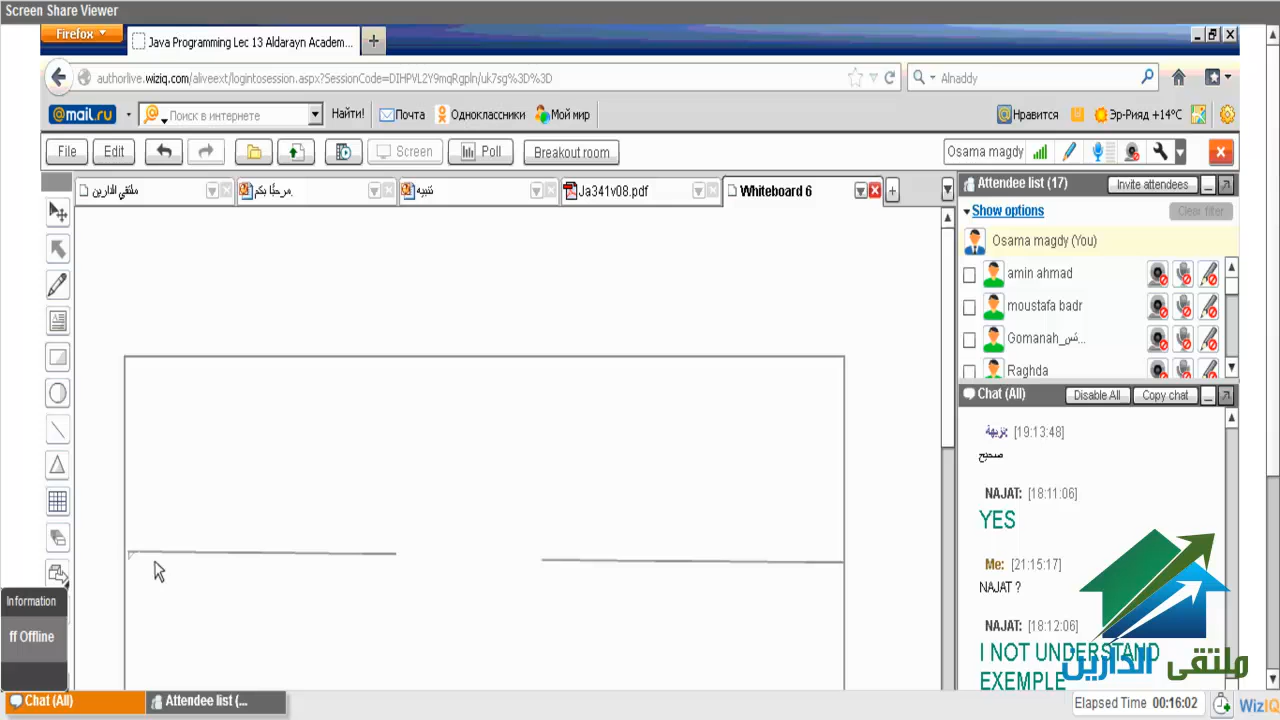 Screen Share Viewer
Firefox
Java Programming Lec 13 Aldarayn Academ...
authorlive.wiziq.com/aliveext/logintosession.aspx?SessionCode=DIHPVL2Y9mqRgpln/uk7sg%3D%3D
Alnaddy
@mail.ru
Поиск в интернете
Найти!
Почта
Одноклассники
Мой мир
Нравится
Эр-Рияд +14°C
File
Edit
Screen
Poll
Breakout room
Osama magdy
ملتقي الدارين
مرحبًا بكم.
تنبيه
Ja341v08.pdf
Whiteboard 6
Attendee list (17)
Invite attendees
Show options
Clear filter
Osama magdy (You)
amin ahmad
moustafa badr
Raghda
Chat (All)
Disable All
Copy chat
نزيهة: [19:13:48]
صحيح
NAJAT: [18:11:06]
YES
Me: [21:15:17]
NAJAT ?
NAJAT: [18:12:06]
I NOT UNDERSTAND
EXEMPLE
ملتقى الدارين
Information
ff Offline
Chat (All)
Attendee list (...
Elapsed Time 00:16:02
WizIQ